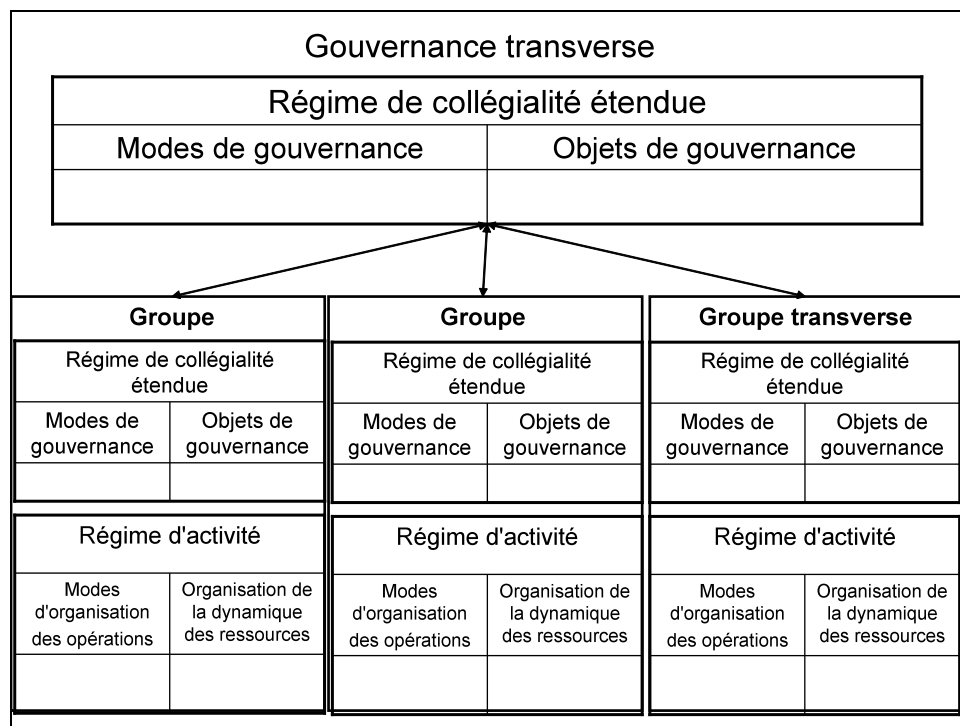 Gouvernance transverse
Régime de collégialité étendue
Modes de gouvernance
Objets de gouvernance
Groupe
Régime de collégialité
étendue
Modes de
gouvernance
Objets de
gouvernance
Régime d'activité
Modes
d'organisation
des opérations
Organisation de
la dynamique
des ressources
Groupe
Régime de collégialité
étendue
Modes de
gouvernance
Objets de
gouvernance
Régime d'activité
Modes
d'organisation
des opérations
Organisation de
la dynamique
des ressources
Groupe transverse
Régime de collégialité
étendue
Modes de
gouvernance
Objets de
gouvernance
Régime d'activité
Modes
d'organisation
des opérations
Organisation de
la dynamique
des ressources